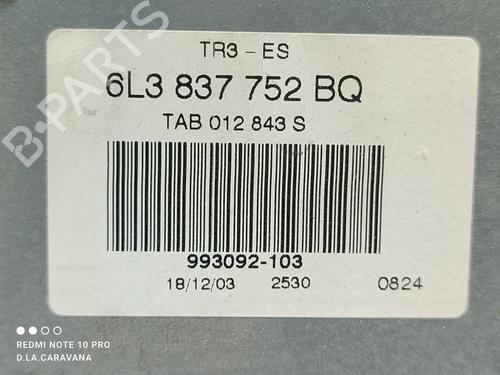 TR3 - ES
6L3 837 752 BQ
TAB 012 843 S
993092-103
18/12/03 2530 0824
B-PARTS
REDMI NOTE 10 PRO
D.LA.CARAVANA